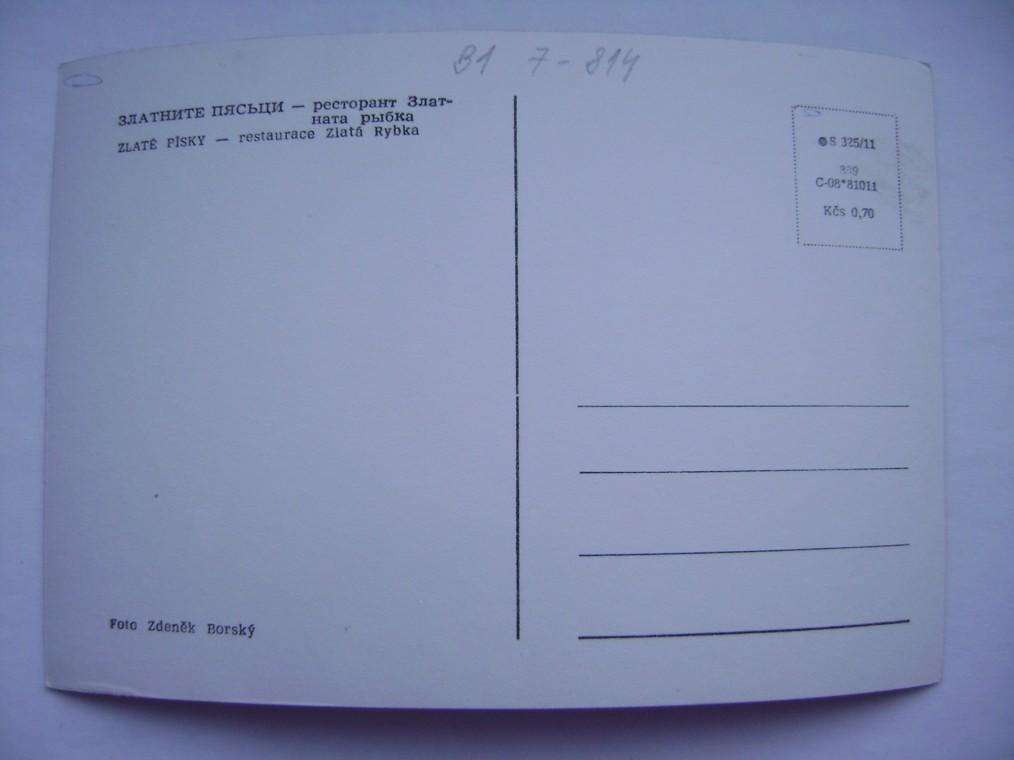 B1 7-814
ЗЛАТНИТЕ ПЯСЬЦИ — ресторант Злат-
ната рыбка
ZLATÉ PÍSKY — restaurace Zlatá Rybka
S 325/11
C-08*81011
Kčs 0,70
Foto Zdeněk Borský